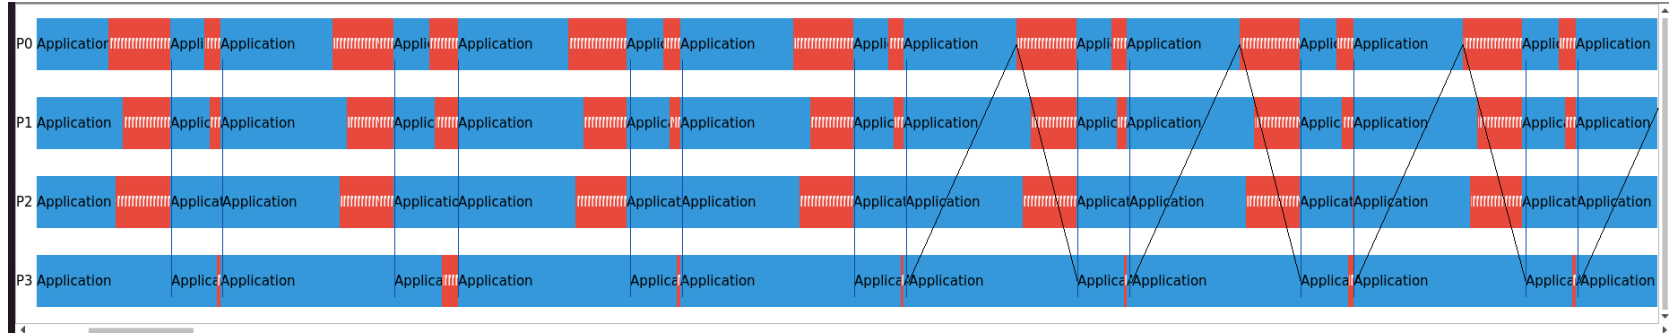 P0 Application Appli Application Applic Application Applic Application Appli Application Appli Application Appli Application Applic Application
P1 Application Applic Application Applic Application Applic Application Applic Application Applic Application Applic Application Applic Application
P2 Application Applicat Application Applicatio Application Applicat Application Applicat Application Applicat Application Applicat Application Applicat Application
P3 Application Applica Application Applica Application Applica Application Applica Application Applica Application Applica Application Applica Application